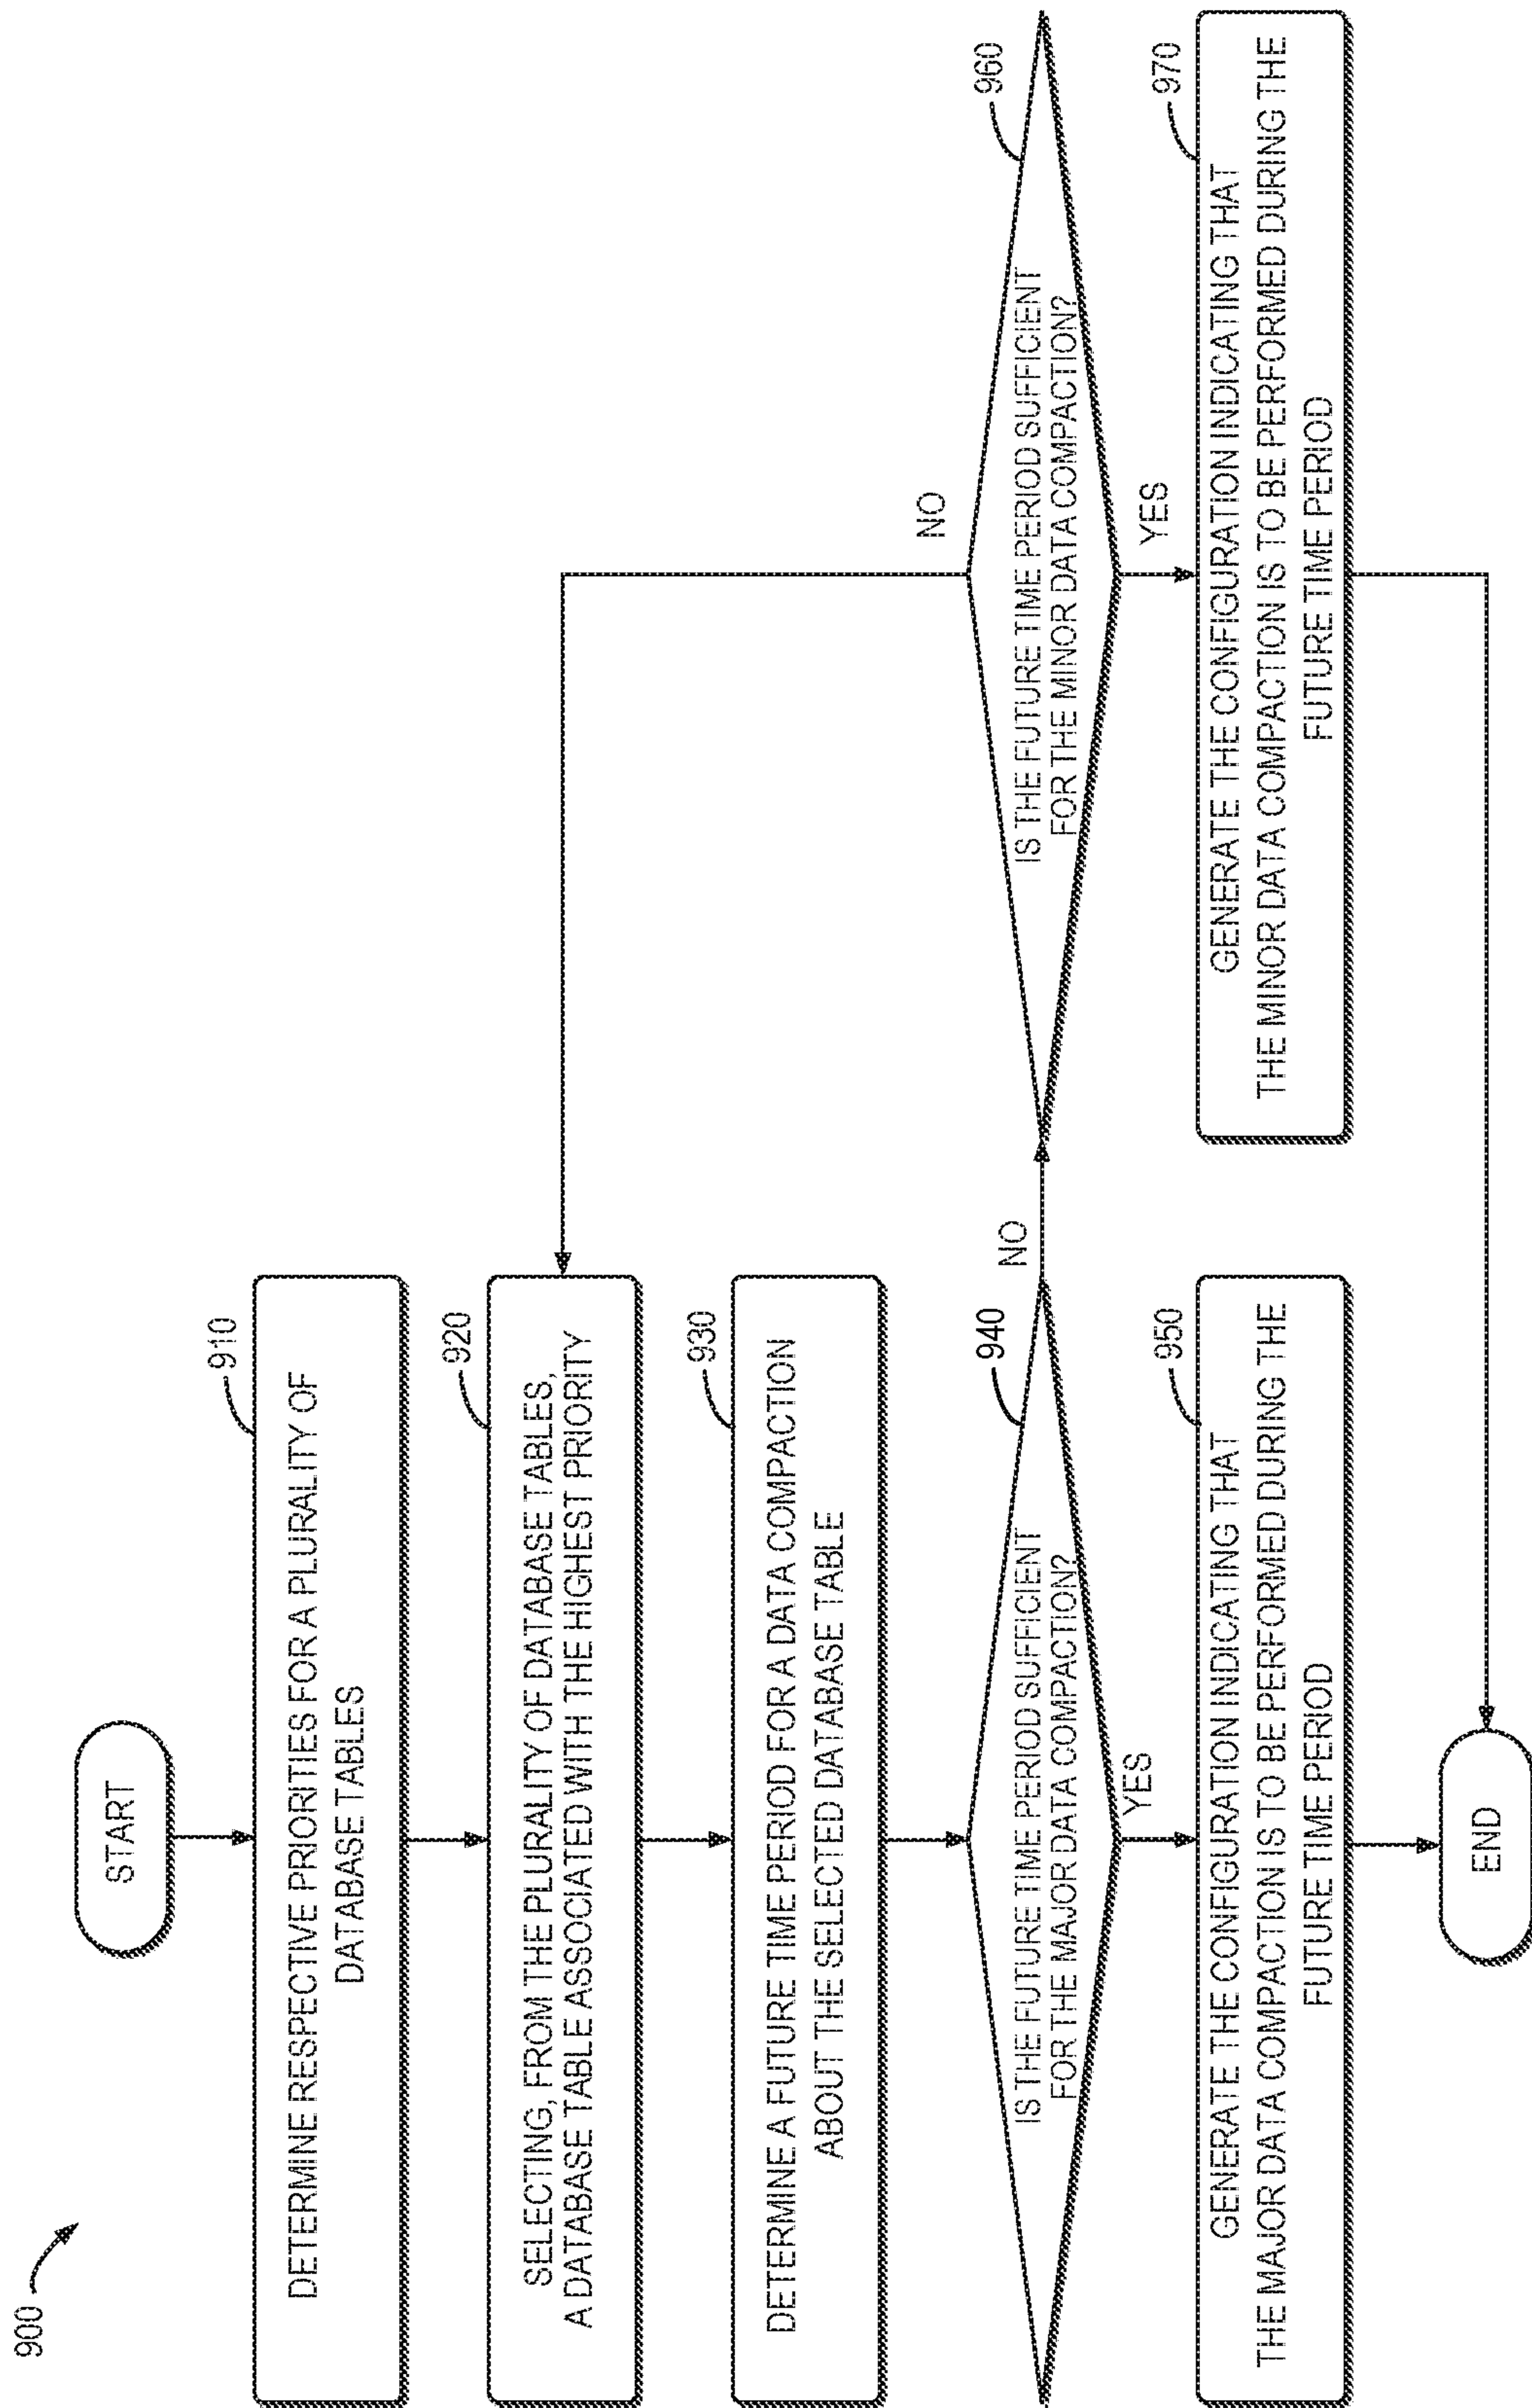 900
START
910
DETERMINE RESPECTIVE PRIORITIES FOR A PLURALITY OF
DATABASE TABLES
920
SELECTING, FROM THE PLURALITY OF DATABASE TABLES,
A DATABASE TABLE ASSOCIATED WITH THE HIGHEST PRIORITY
930
DETERMINE A FUTURE TIME PERIOD FOR A DATA COMPACTION
ABOUT THE SELECTED DATABASE TABLE
940
IS THE FUTURE TIME PERIOD SUFFICIENT
FOR THE MAJOR DATA COMPACTION?
NO
YES
950
GENERATE THE CONFIGURATION INDICATING THAT
THE MAJOR DATA COMPACTION IS TO BE PERFORMED DURING THE
FUTURE TIME PERIOD
960
IS THE FUTURE TIME PERIOD SUFFICIENT
FOR THE MINOR DATA COMPACTION?
NO
YES
970
GENERATE THE CONFIGURATION INDICATING THAT
THE MINOR DATA COMPACTION IS TO BE PERFORMED DURING THE
FUTURE TIME PERIOD
END